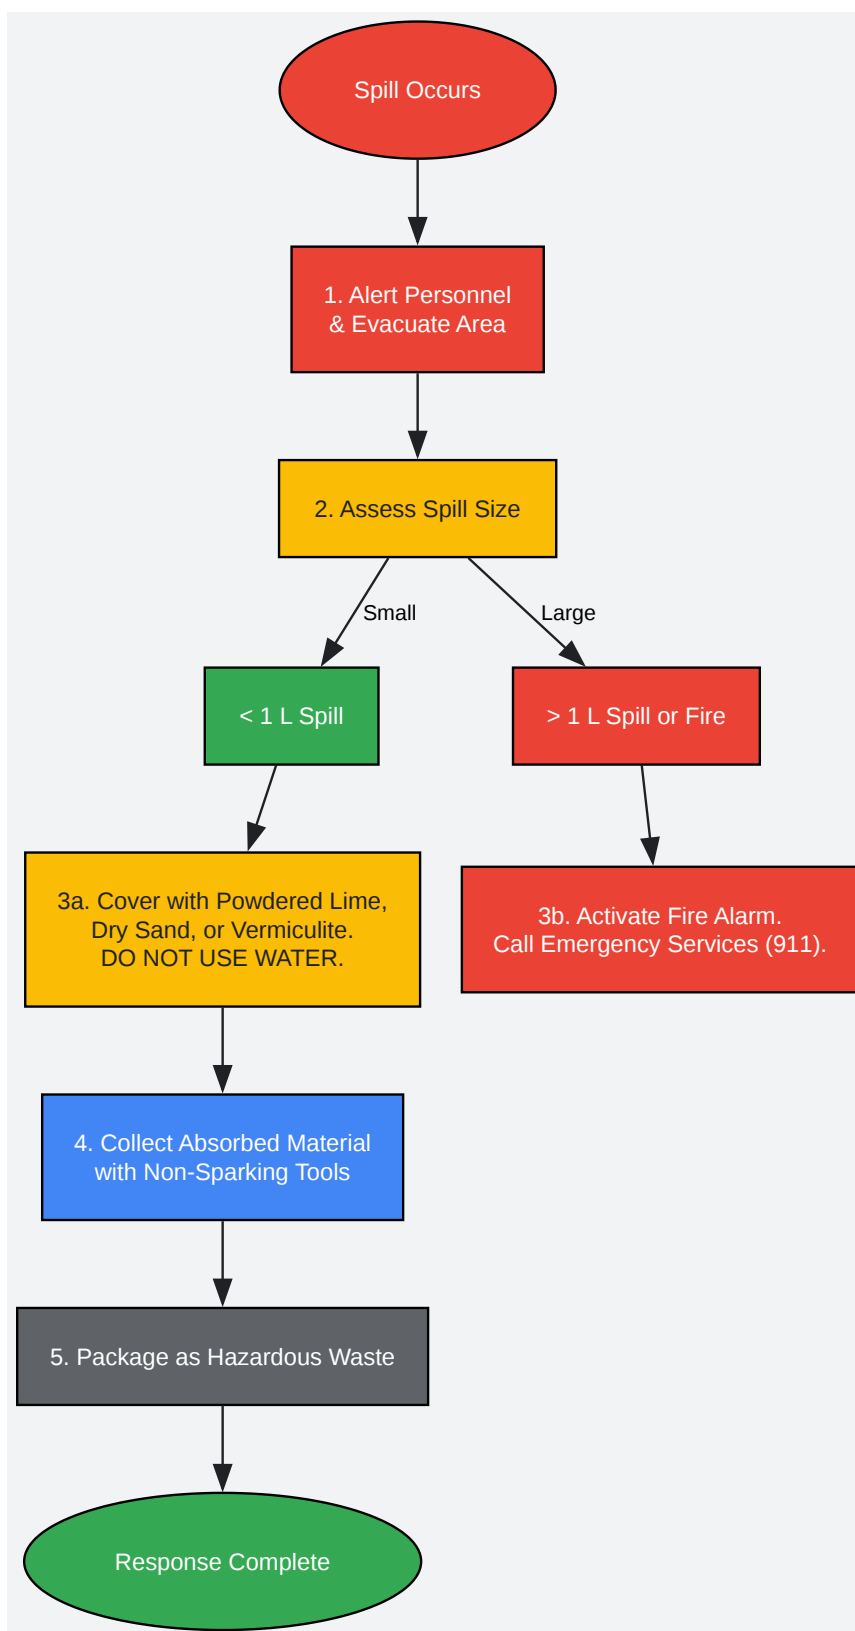 Spill Occurs
1. Alert Personnel
& Evacuate Area
2. Assess Spill Size
Small
Large
< 1 L Spill
> 1 L Spill or Fire
3a. Cover with Powdered Lime,
Dry Sand, or Vermiculite.
DO NOT USE WATER.
3b. Activate Fire Alarm.
Call Emergency Services (911).
4. Collect Absorbed Material
with Non-Sparking Tools
5. Package as Hazardous Waste
Response Complete